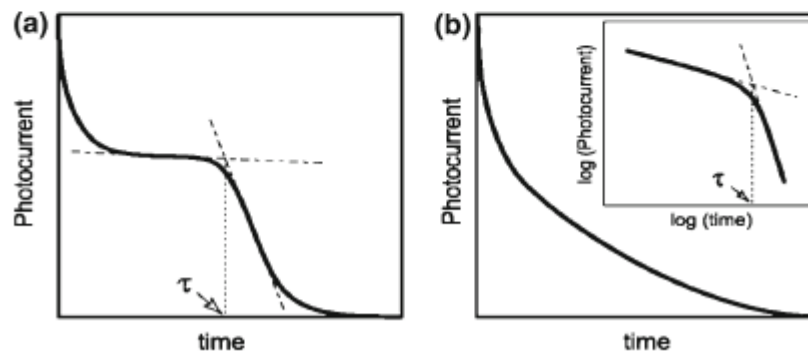 (a)
Photocurrent
τ
time
(b)
Photocurrent
log (Photocurrent)
τ
log (time)
time